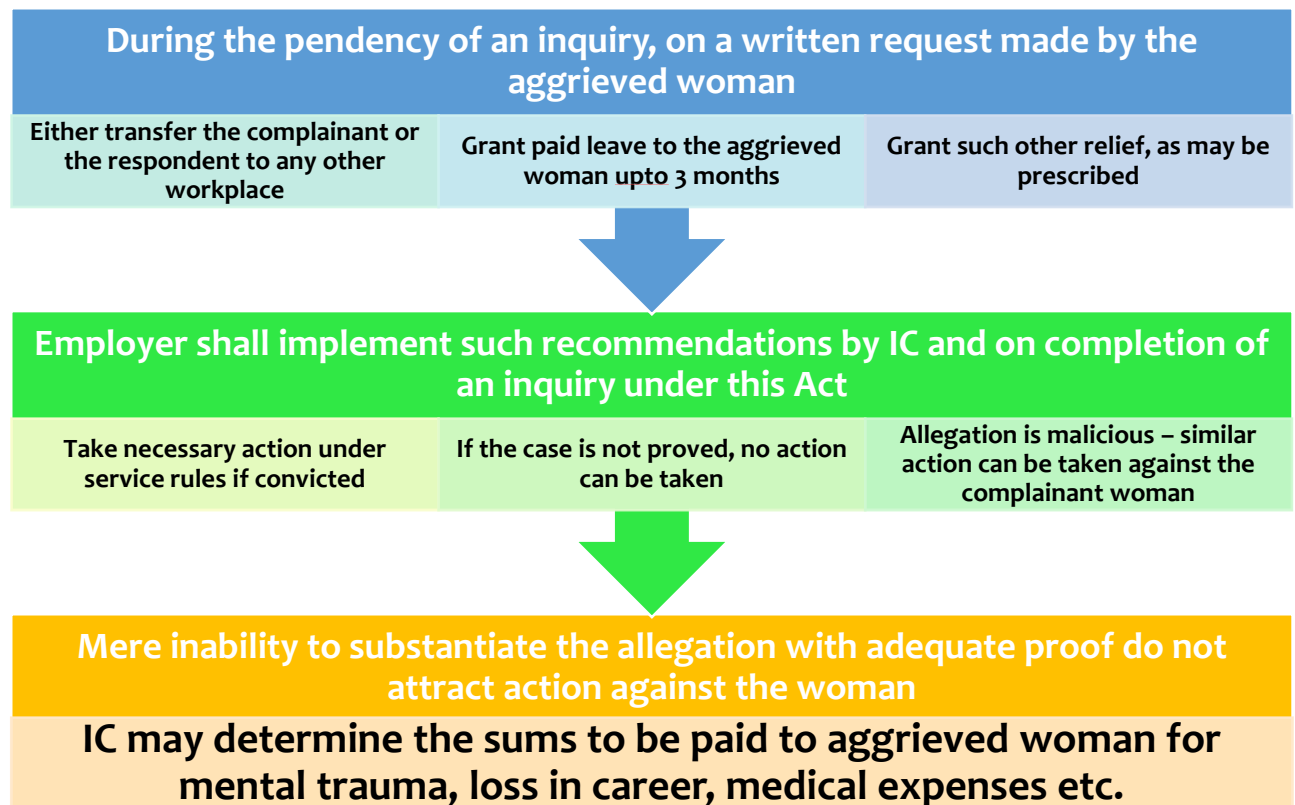 During the pendency of an inquiry, on a written request made by the
aggrieved woman
Either transfer the complainant or
the respondent to any other
workplace
Grant paid leave to the aggrieved
woman upto 3 months
Grant such other relief, as may be
prescribed
Employer shall implement such recommendations by IC and on completion of
an inquiry under this Act
Take necessary action under
service rules if convicted
If the case is not proved, no action
can be taken
Allegation is malicious – similar
action can be taken against the
complainant woman
Mere inability to substantiate the allegation with adequate proof do not
attract action against the woman
IC may determine the sums to be paid to aggrieved woman for
mental trauma, loss in career, medical expenses etc.